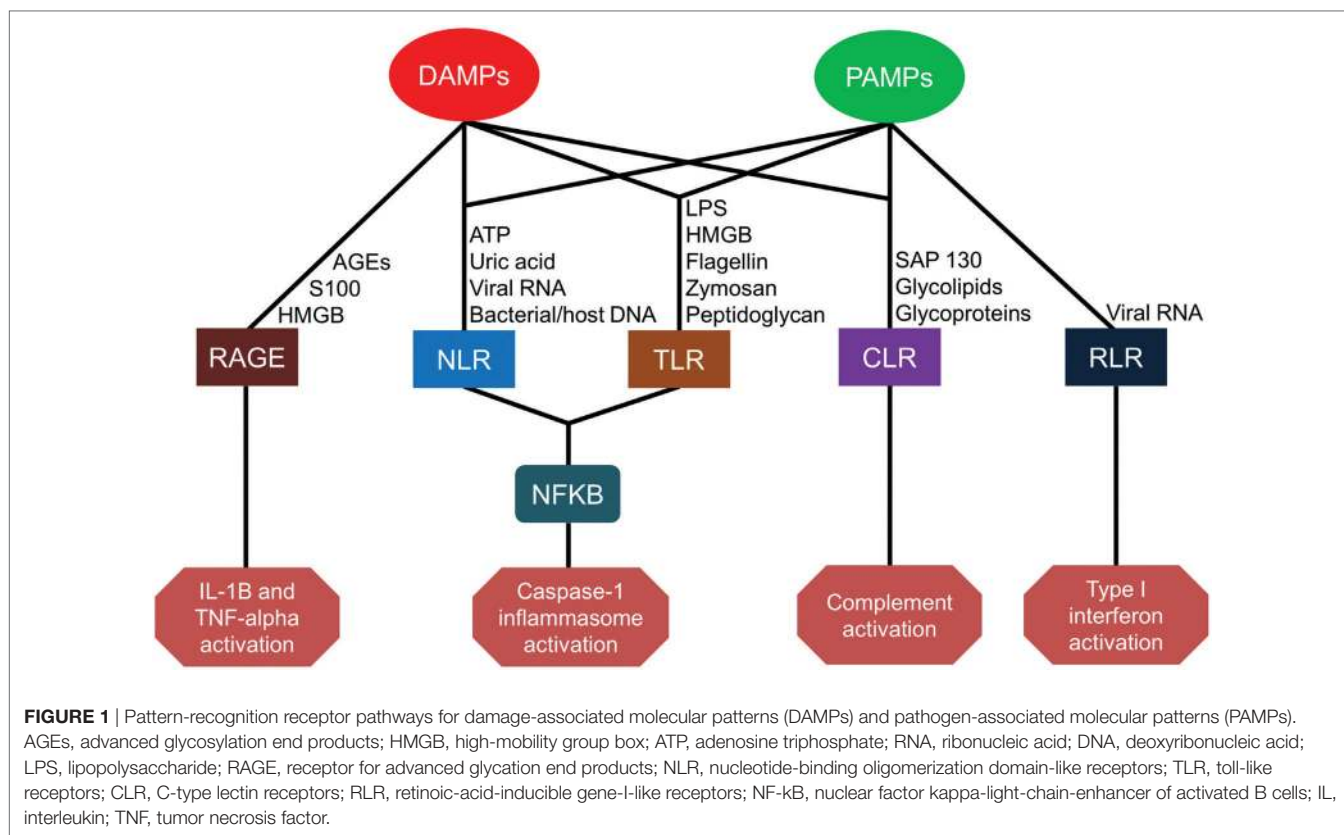 DAMPs
PAMPs
AGEs
S100
HMGB
ATP
Uric acid
Viral RNA
Bacterial/host DNA
LPS
HMGB
Flagellin
Zymosan
Peptidoglycan
SAP 130
Glycolipids
Glycoproteins
Viral RNA
RAGE
NLR
TLR
CLR
RLR
NFKB
IL-1B and
TNF-alpha
activation
Caspase-1
inflammasome
activation
Complement
activation
Type I
interferon
activation
FIGURE 1 | Pattern-recognition receptor pathways for damage-associated molecular patterns (DAMPs) and pathogen-associated molecular patterns (PAMPs).
AGEs, advanced glycosylation end products; HMGB, high-mobility group box; ATP, adenosine triphosphate; RNA, ribonucleic acid; DNA, deoxyribonucleic acid;
LPS, lipopolysaccharide; RAGE, receptor for advanced glycation end products; NLR, nucleotide-binding oligomerization domain-like receptors; TLR, toll-like
receptors; CLR, C-type lectin receptors; RLR, retinoic-acid-inducible gene-I-like receptors; NF-kB, nuclear factor kappa-light-chain-enhancer of activated B cells; IL,
interleukin; TNF, tumor necrosis factor.